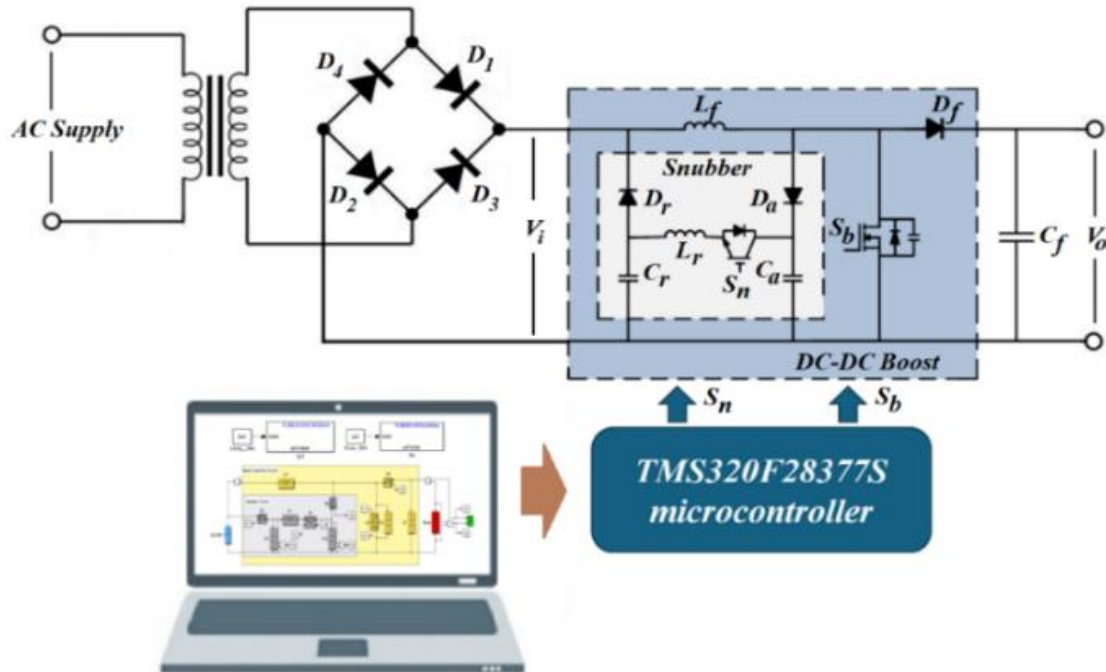 D4
D1
AC Supply
D2
D3
Vi
Lf
Df
Snubber
Dr
Da
Lr
Sn
Cr
Ca
Sb
Cf
Vo
DC-DC Boost
Sn
Sb
TMS320F28377S
microcontroller